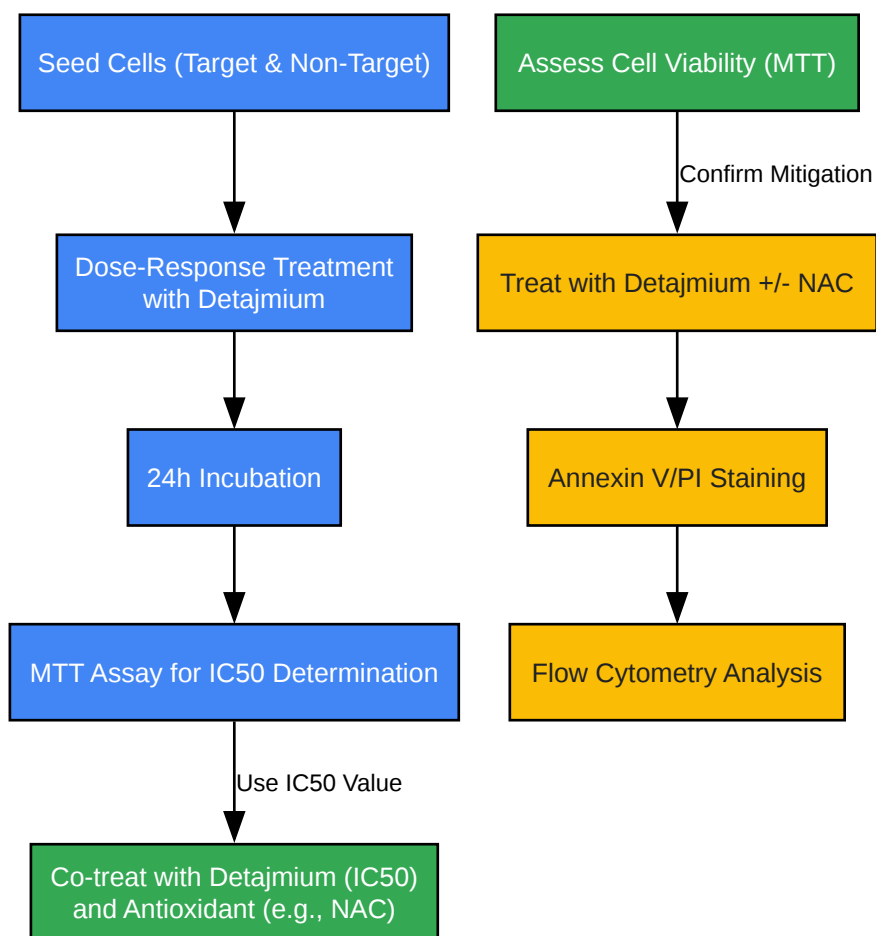 Seed Cells (Target & Non-Target)
Dose-Response Treatment
with Detajmium
24h Incubation
MTT Assay for IC50 Determination
Use IC50 Value
Co-treat with Detajmium (IC50)
and Antioxidant (e.g., NAC)
Assess Cell Viability (MTT)
Confirm Mitigation
Treat with Detajmium +/- NAC
Annexin V/PI Staining
Flow Cytometry Analysis